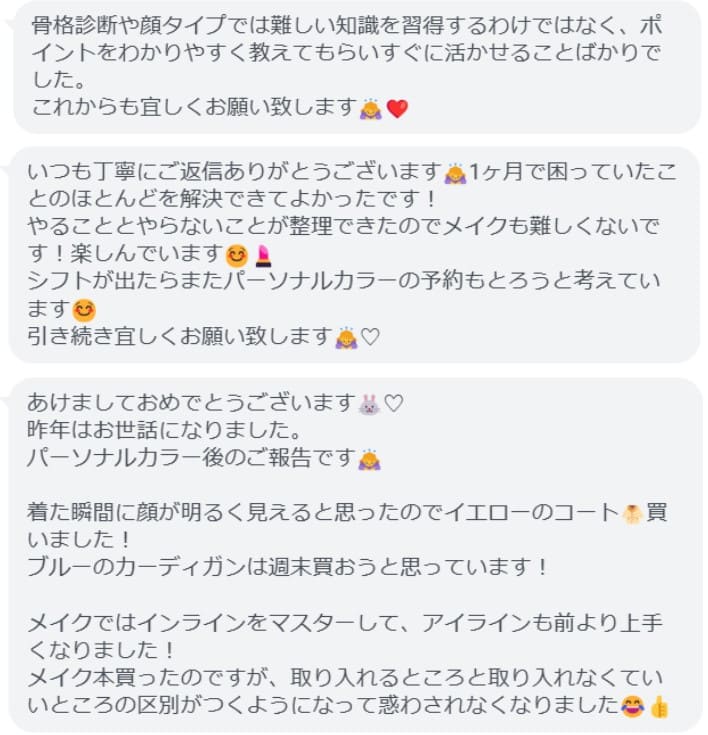 骨格診断や顔タイプでは難しい知識を習得するわけではなく、ポ
イントをわかりやすく教えてもらいすぐに活かせることばかりで
した。
これからも宜しくお願い致します🙇❤️
いつも丁寧にご返信ありがとうございます🙇1ヶ月で困っていたこ
とのほとんどを解決できてよかったです！
やることとやらないことが整理できたのでメイクも難しくないで
す！楽しんでいます😊💄
シフトが出たらまたパーソナルカラーの予約もとろうと考えてい
ます😊
引き続き宜しくお願い致します🙇♡
あけましておめでとうございます🐰♡
昨年はお世話になりました。
パーソナルカラー後のご報告です🙇
着た瞬間に顔が明るく見えると思ったのでイエローのコート🧥買
いました！
ブルーのカーディガンは週末買おうと思っています！
メイクではインラインをマスターして、アイラインも前より上手
くなりました！
メイク本買ったのですが、取り入れるところと取り入れなくてい
いところの区別がつくようになって惑わされなくなりました😂👍